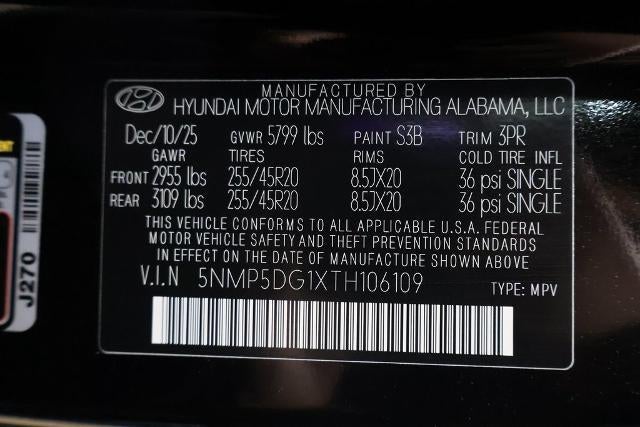 MANUFACTURED BY
HYUNDAI MOTOR MANUFACTURING ALABAMA, LLC
Dec/10/25 GVWR 5799 lbs PAINT S3B TRIM 3PR
GAWR TIRES RIMS COLD TIRE INFL
FRONT 2955 lbs 255/45R20 8.5JX20 36 psi SINGLE
REAR 3109 lbs 255/45R20 8.5JX20 36 psi SINGLE
THIS VEHICLE CONFORMS TO ALL APPLICABLE U.S.A. FEDERAL
MOTOR VEHICLE SAFETY AND THEFT PREVENTION STANDARDS
IN EFFECT ON THE DATE OF MANUFACTURE SHOWN ABOVE
V.I.N 5NMP5DG1XTH106109 TYPE: MPV
J270